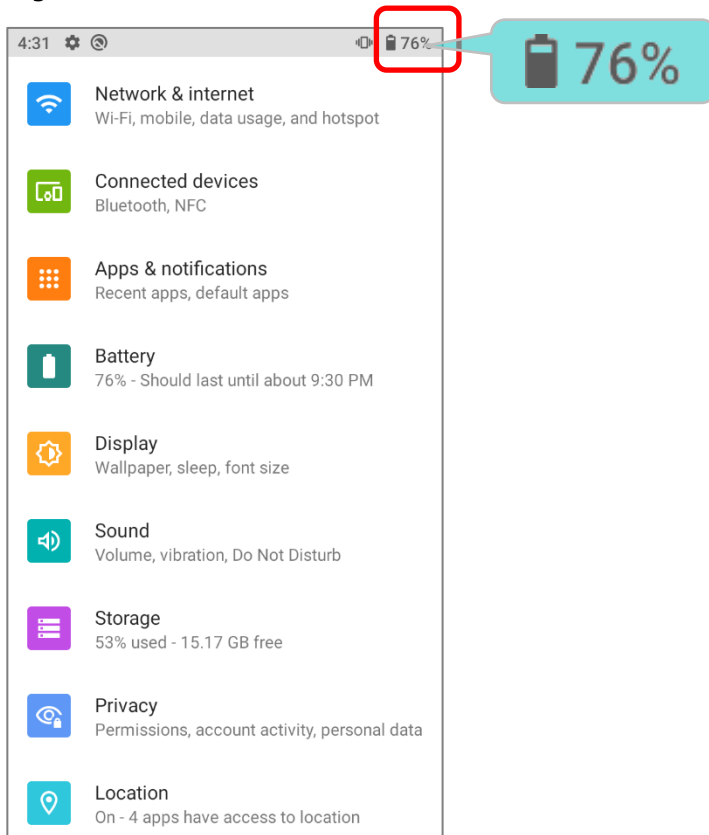 4:31 76%
76%
Network & internet
Wi-Fi, mobile, data usage, and hotspot
Connected devices
Bluetooth, NFC
Apps & notifications
Recent apps, default apps
Battery
76% - Should last until about 9:30 PM
Display
Wallpaper, sleep, font size
Sound
Volume, vibration, Do Not Disturb
Storage
53% used - 15.17 GB free
Privacy
Permissions, account activity, personal data
Location
On - 4 apps have access to location